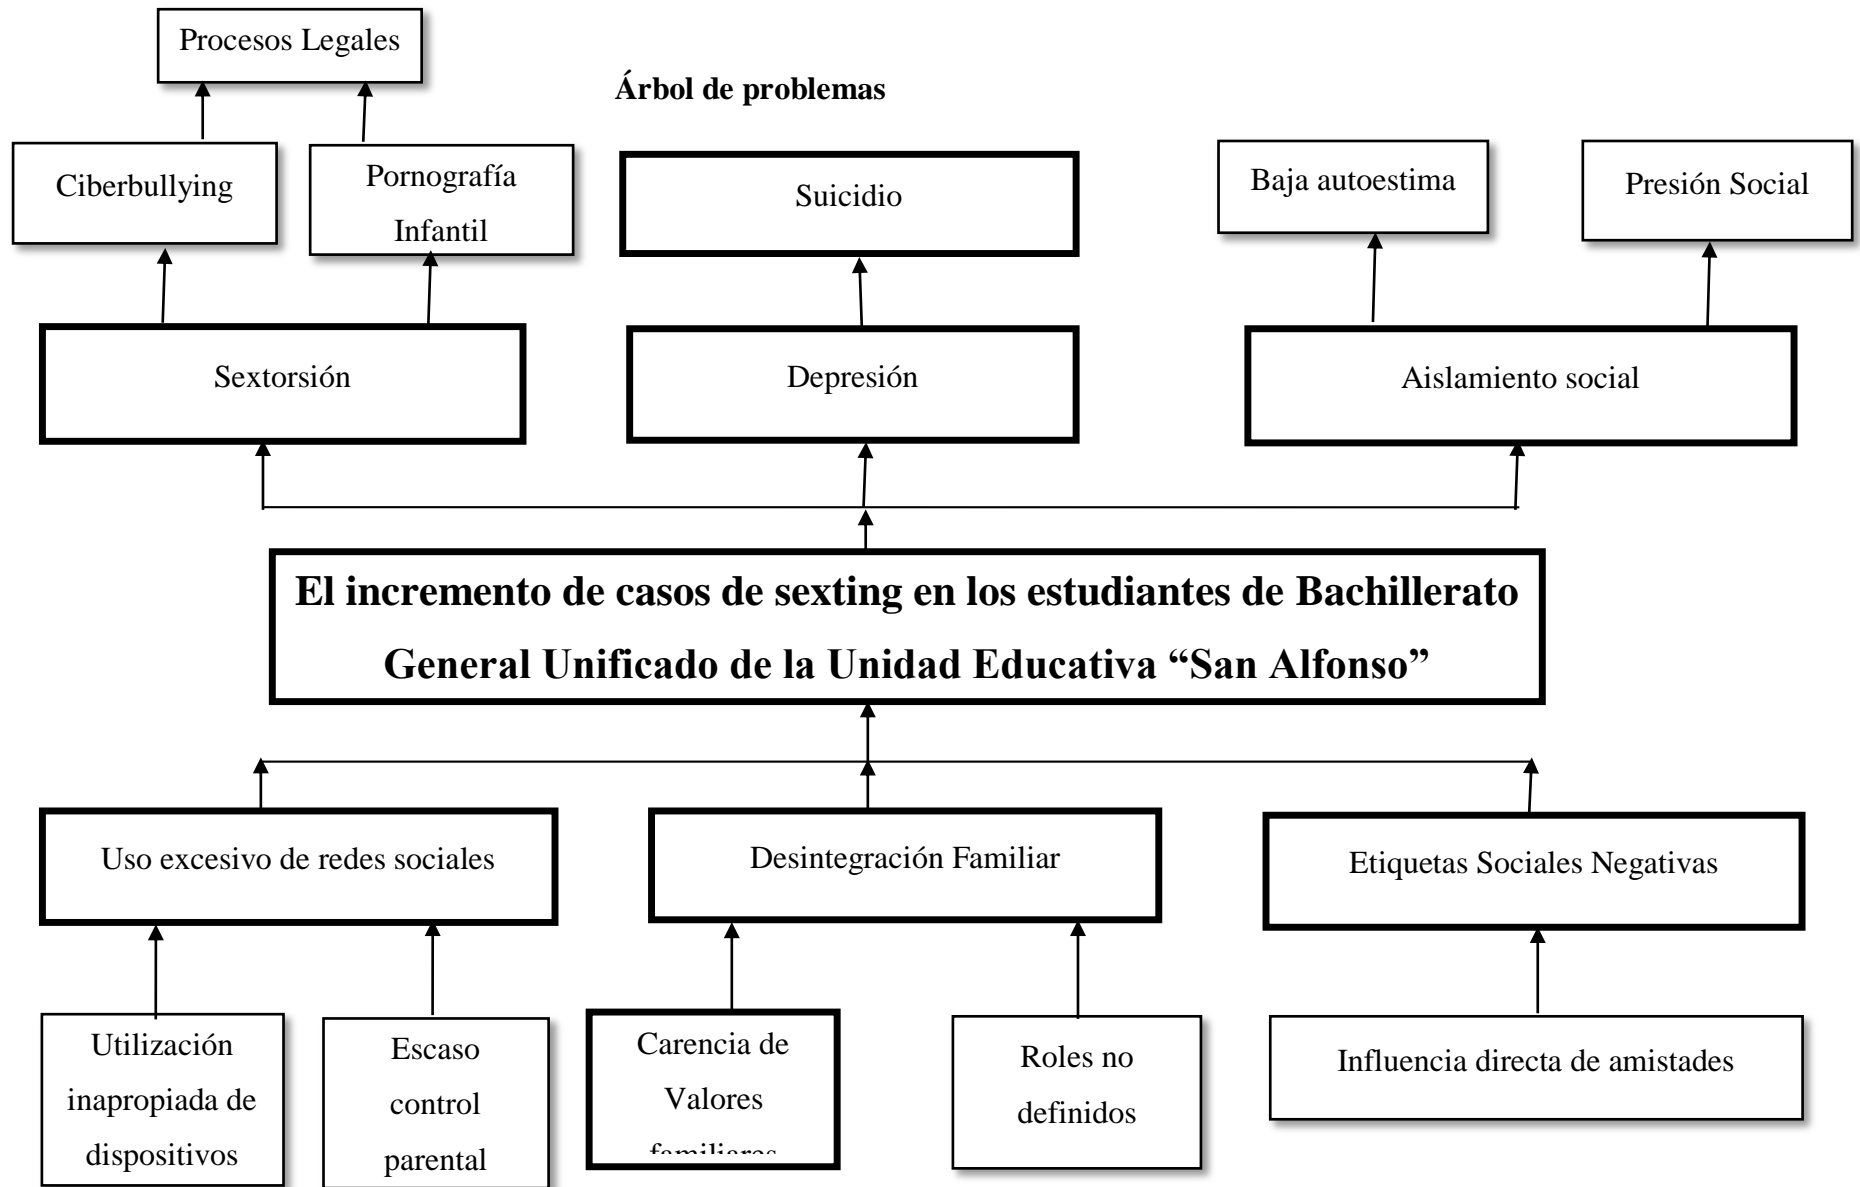 Procesos Legales
Árbol de problemas
Ciberbullying
Pornografía
Infantil
Suicidio
Baja autoestima
Presión Social
Sextorsión
Depresión
Aislamiento social
El incremento de casos de sexting en los estudiantes de Bachillerato
General Unificado de la Unidad Educativa “San Alfonso”
Uso excesivo de redes sociales
Desintegración Familiar
Etiquetas Sociales Negativas
Utilización
inapropiada de
dispositivos
Escaso
control
parental
Carencia de
Valores
familiares
Roles no
definidos
Influencia directa de amistades